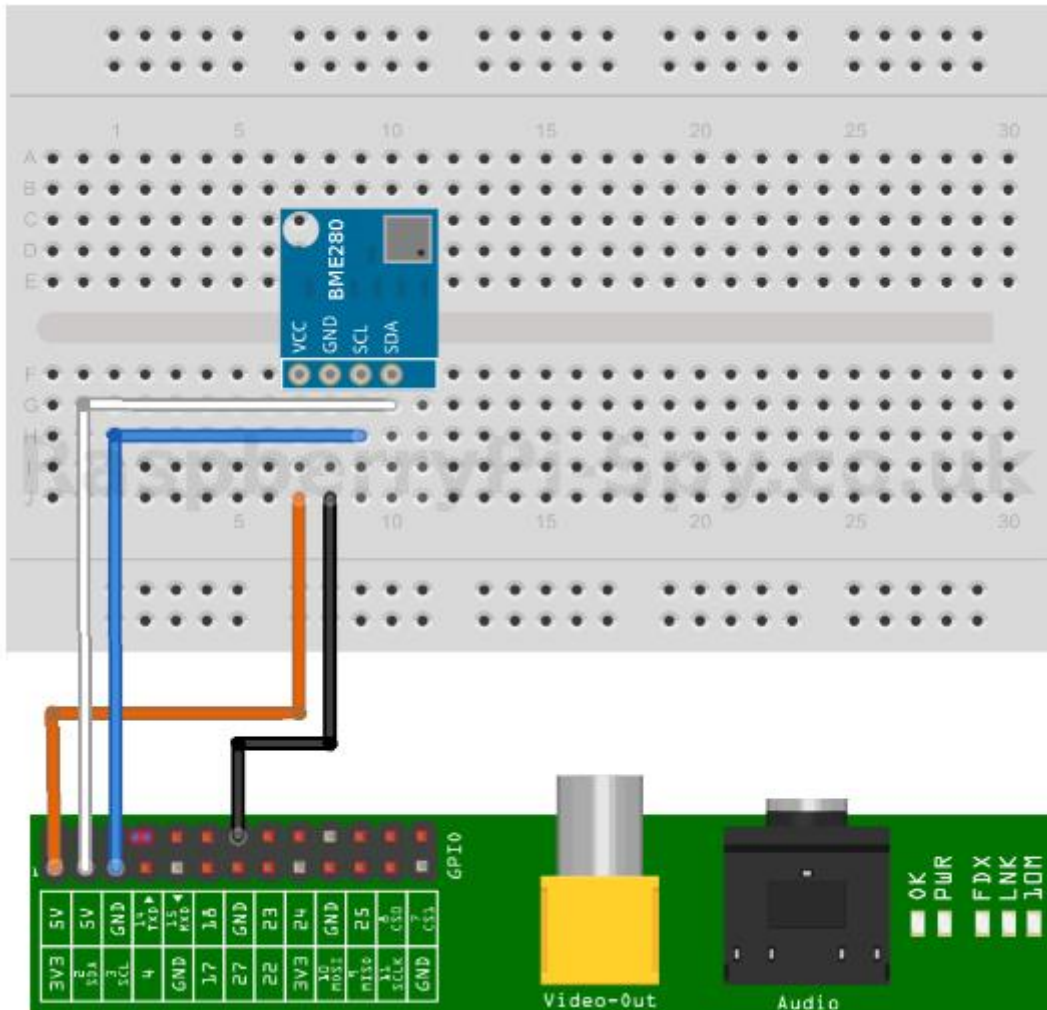 1 5 10 15 20 25 30
A
B
C
D
E
BME280
VCC GND SCL SDA
F
G
H
I
J
RaspberryPi-Spy.co.uk
5 10 15 20 25 30
1
GPIO
5V 5V GND 14 TXD 15 RXD 18 GND 23 24 GND 25 8 CS0 7 CS1
3V3 2 SDA 3 SCL 4 GND 17 27 22 3V3 10 MOSI 9 MISO 11 SCLK GND
Video-Out
Audio
OK
PWR
FDX
LNK
10M